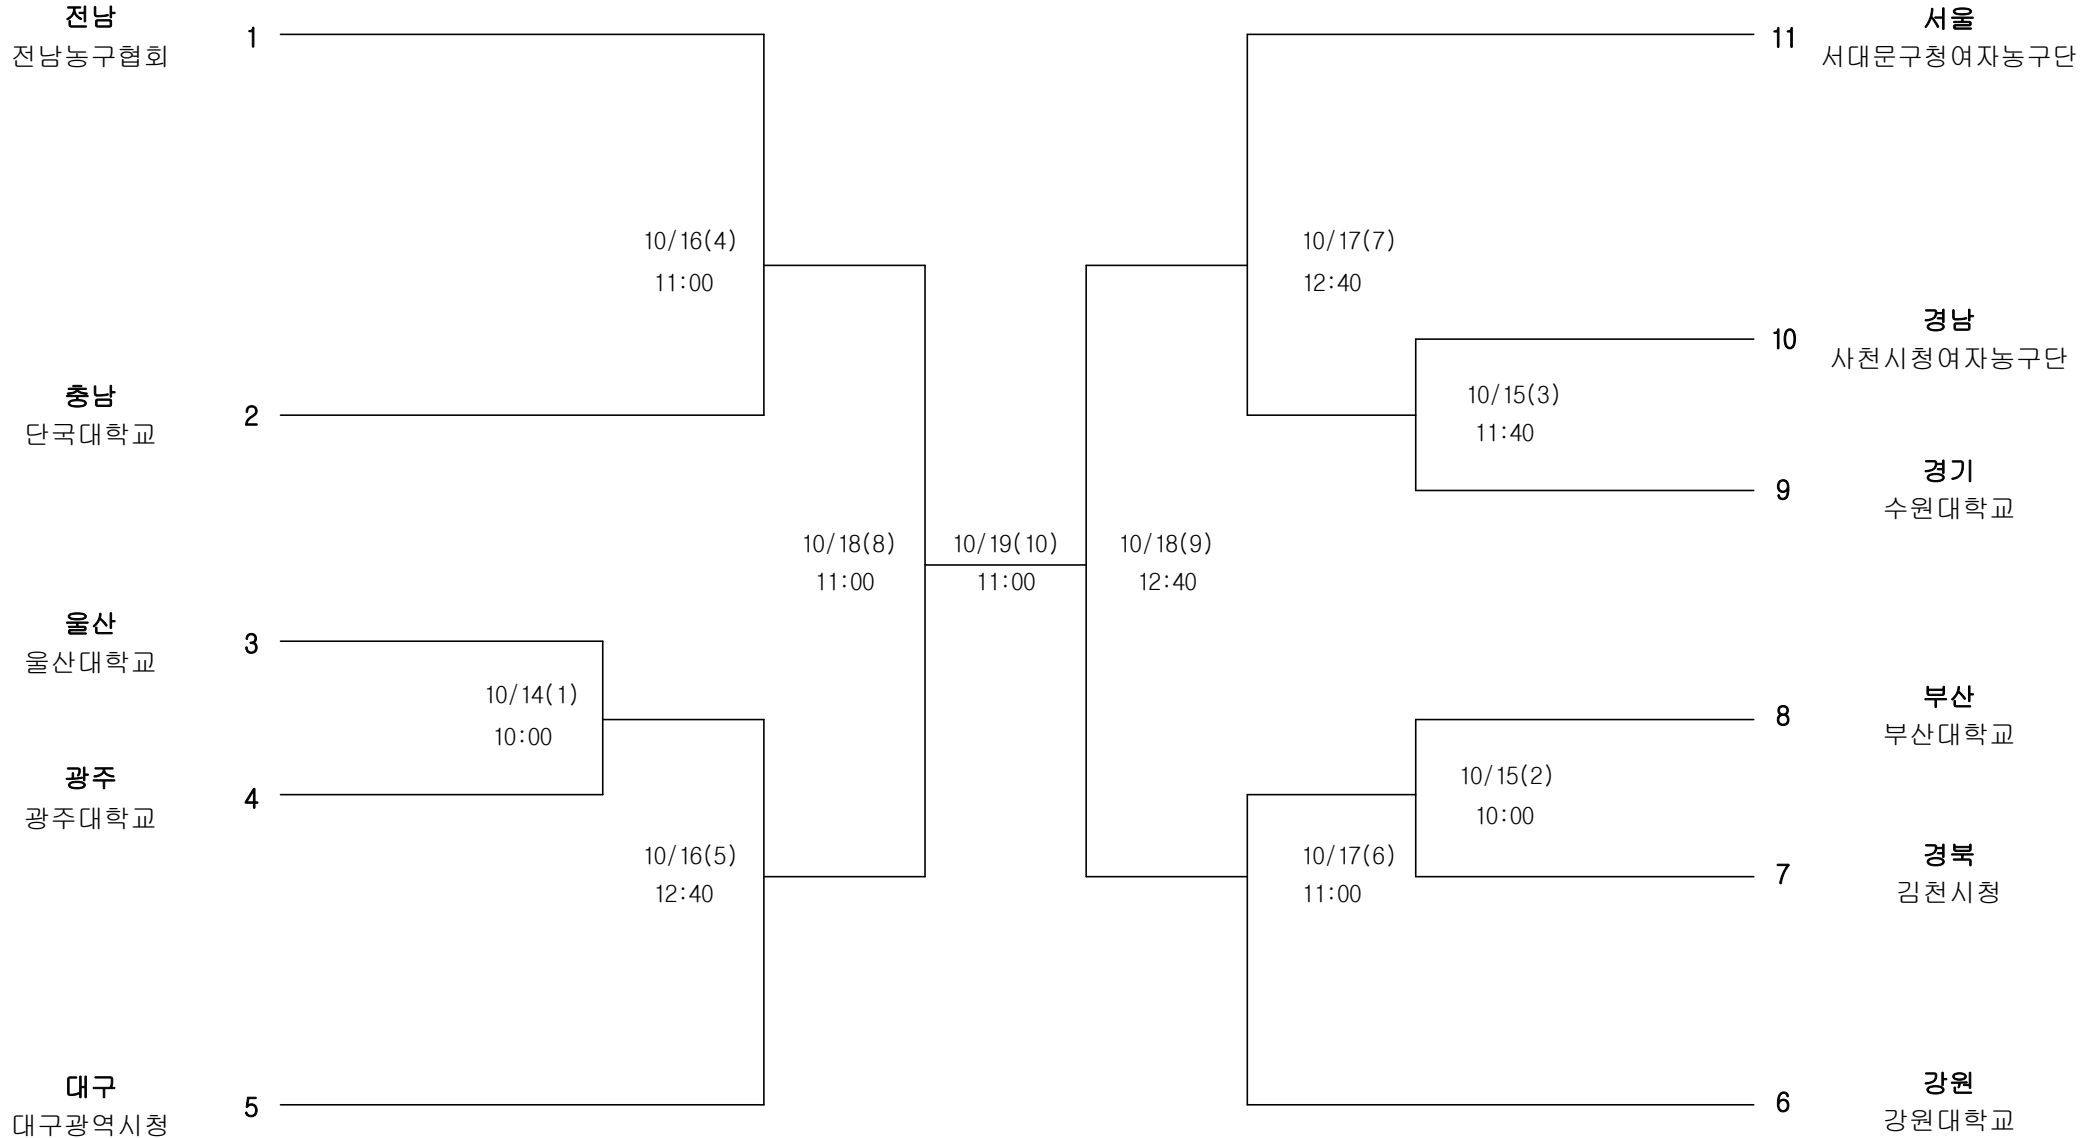 전남
전남농구협회
1
충남
단국대학교
2
10/16(4)
11:00
울산
울산대학교
3
광주
광주대학교
4
10/14(1)
10:00
대구
대구광역시청
5
10/16(5)
12:40
10/18(8)
11:00
10/19(10)
11:00
10/18(9)
12:40
서울
서대문구청여자농구단
11
10/17(7)
12:40
경남
사천시청여자농구단
10
10/15(3)
11:40
경기
수원대학교
9
부산
부산대학교
8
10/15(2)
10:00
경북
김천시청
7
10/17(6)
11:00
강원
강원대학교
6